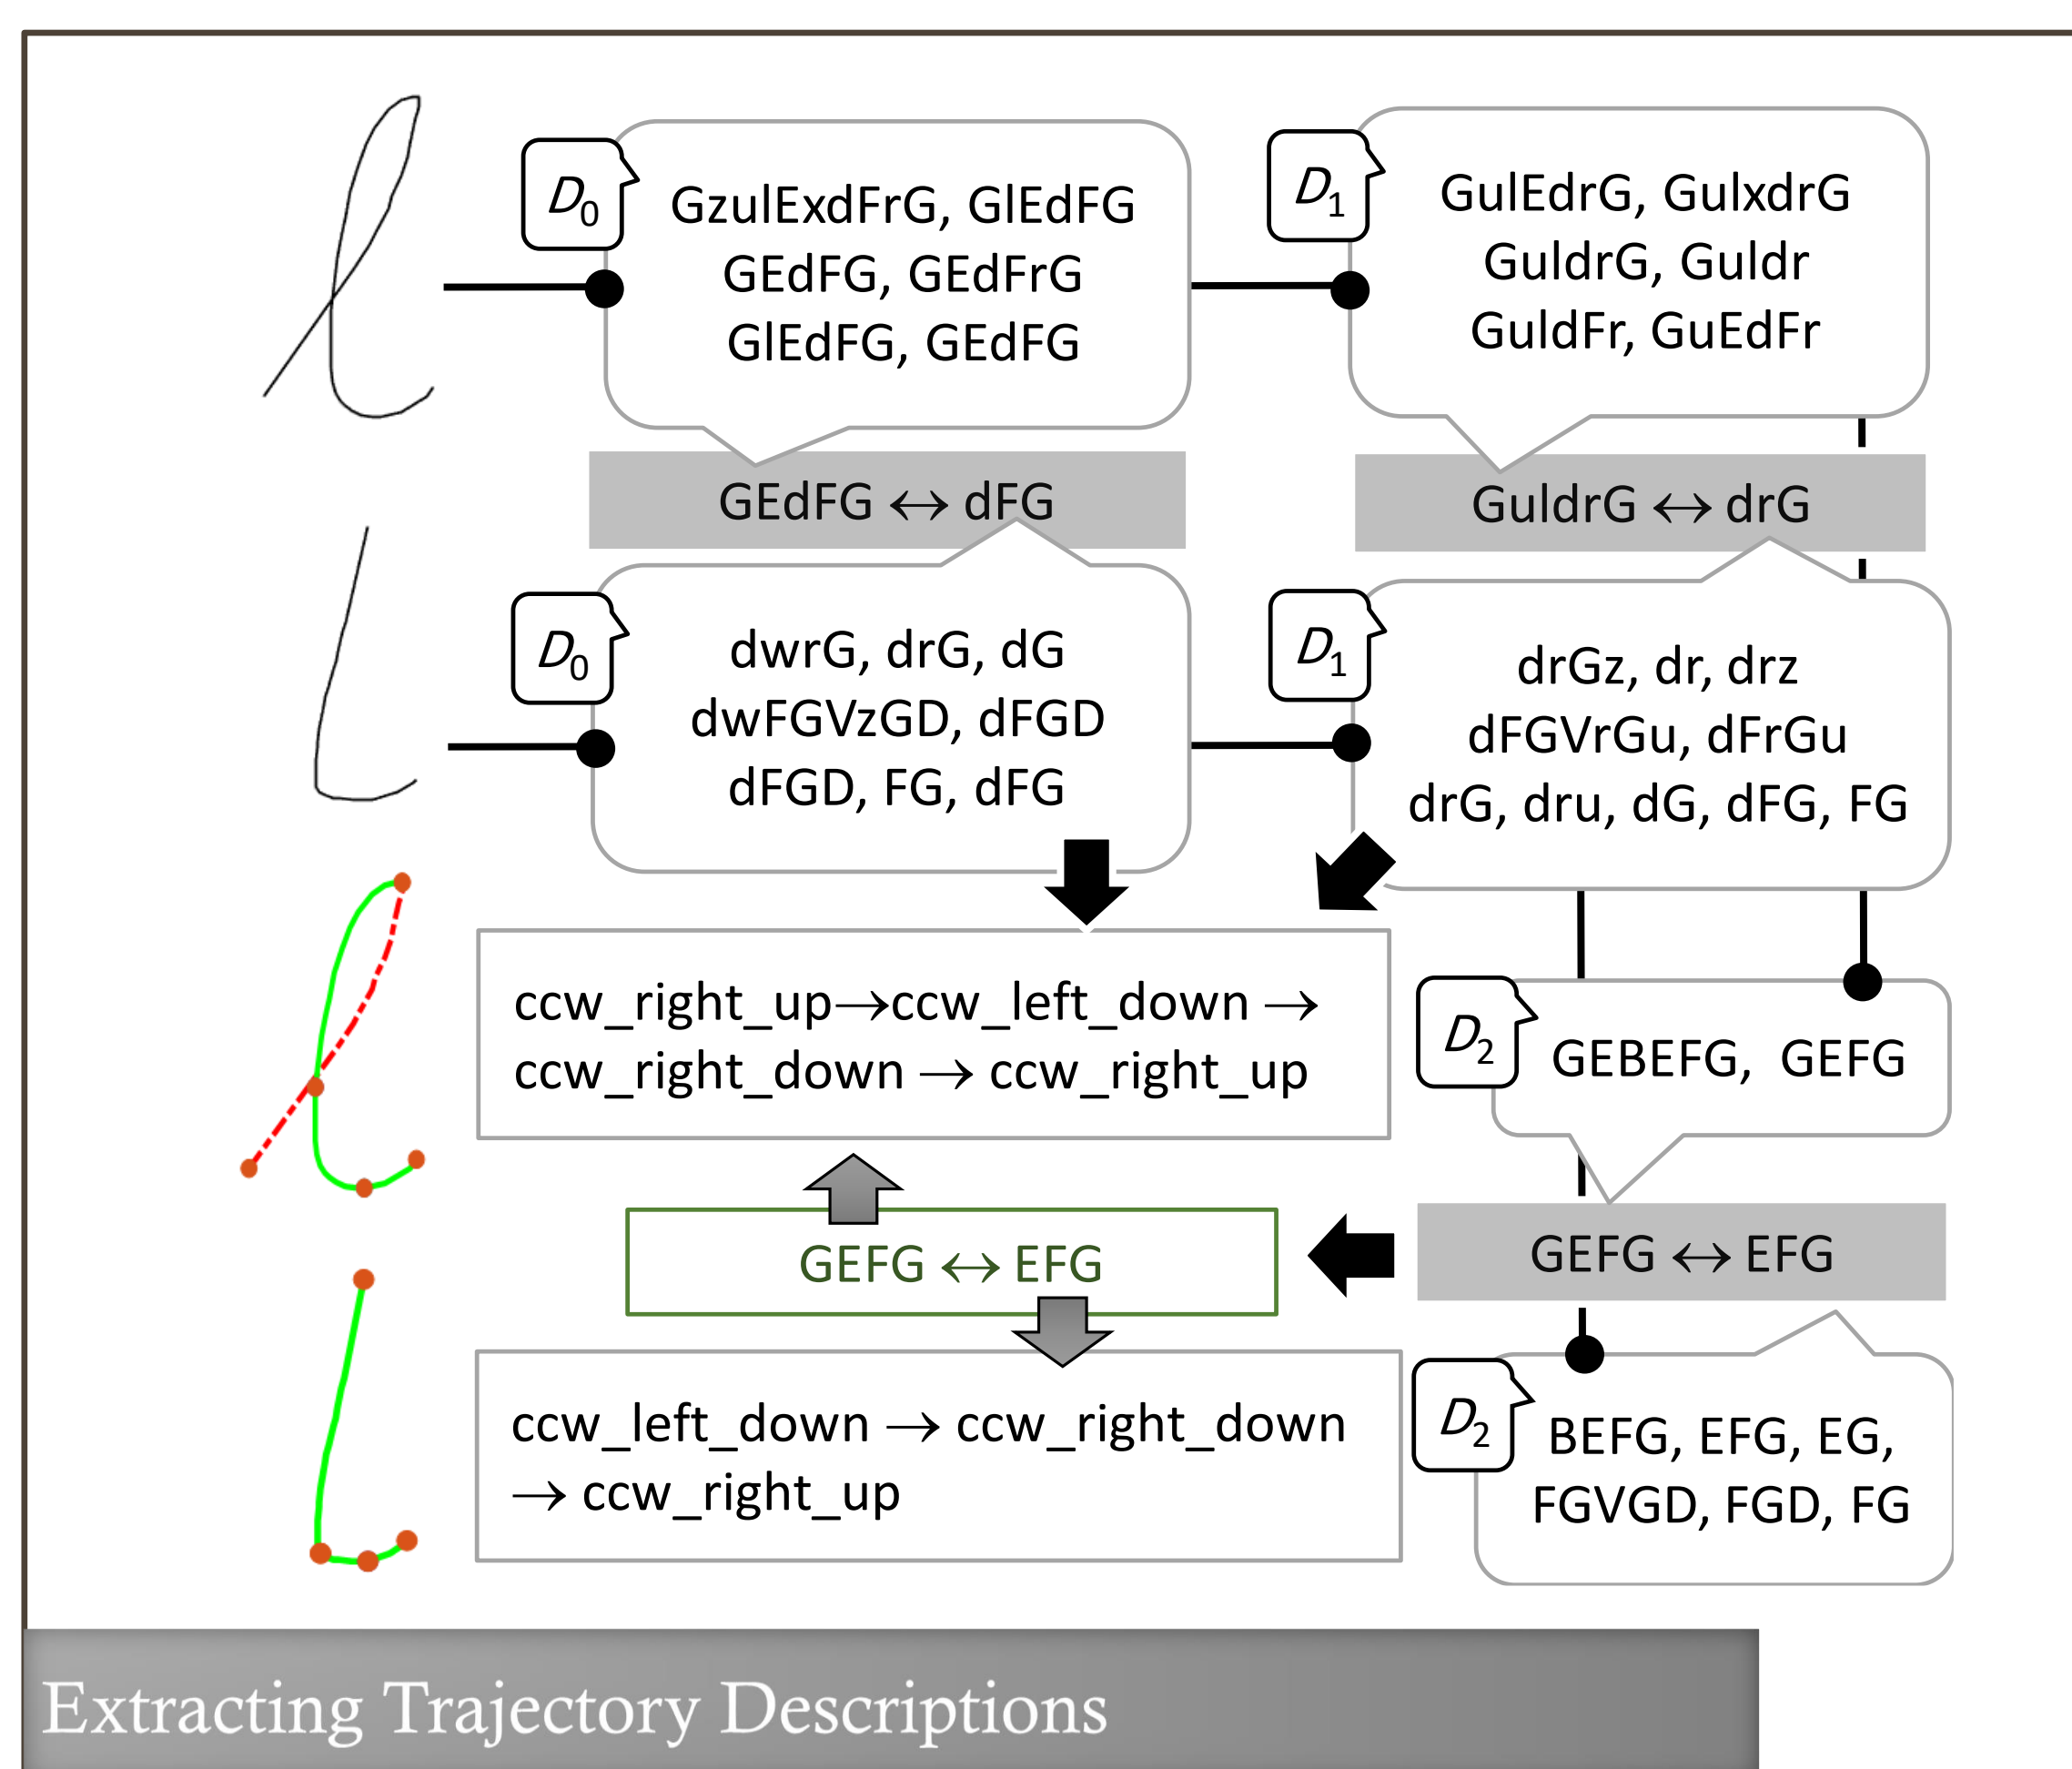 D0
GzulExdFrG, GlEdFG
GEdFG, GEdFrG
GlEdFG, GEdFG
D1
GulEdrG, GulxdrG
GuldrG, Guldr
GuldFr, GuEdFr
GEdFG ↔ dFG
GuldrG ↔ drG
D0
dwrG, drG, dG
dwFGVzGD, dFGD
dFGD, FG, dFG
D1
drGz, dr, drz
dFGVrGu, dFrGu
drG, dru, dG, dFG, FG
ccw_right_up→ccw_left_down →
ccw_right_down → ccw_right_up
D2
GEBEFG, GEFG
GEFG ↔ EFG
GEFG ↔ EFG
ccw_left_down → ccw_right_down
→ ccw_right_up
D2
BEFG, EFG, EG,
FGVGD, FGD, FG
Extracting Trajectory Descriptions